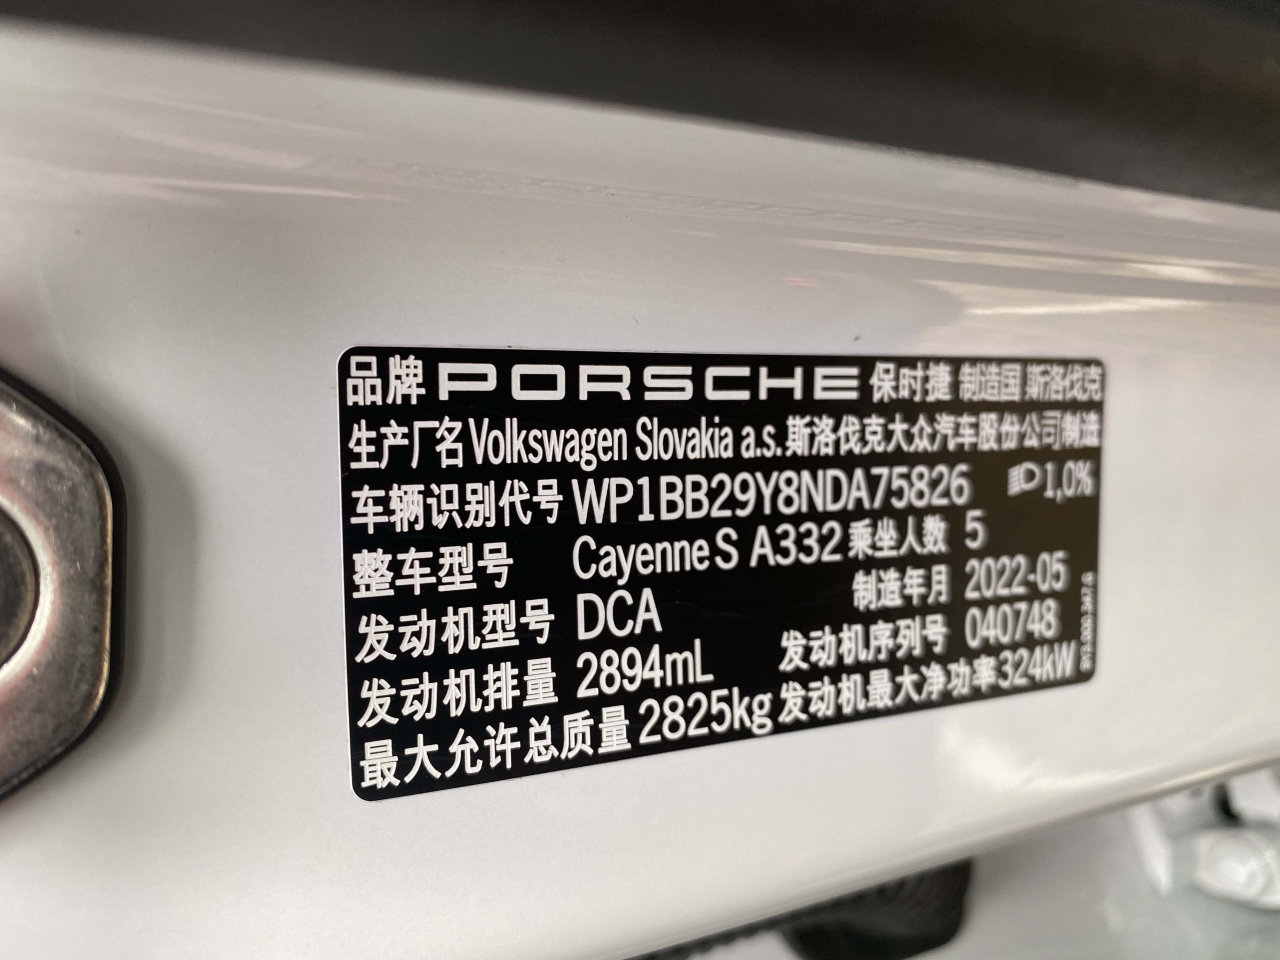 品牌 PORSCHE 保时捷 制造国 斯洛伐克
生产厂名 Volkswagen Slovakia a.s. 斯洛伐克大众汽车股份公司制造
车辆识别代号 WP1BB29Y8NDA75826 1,0%
整车型号 Cayenne S A332 乘坐人数 5
发动机型号 DCA 制造年月 2022-05
发动机排量 2894mL 发动机序列号 040748
最大允许总质量 2825kg 发动机最大净功率 324kW